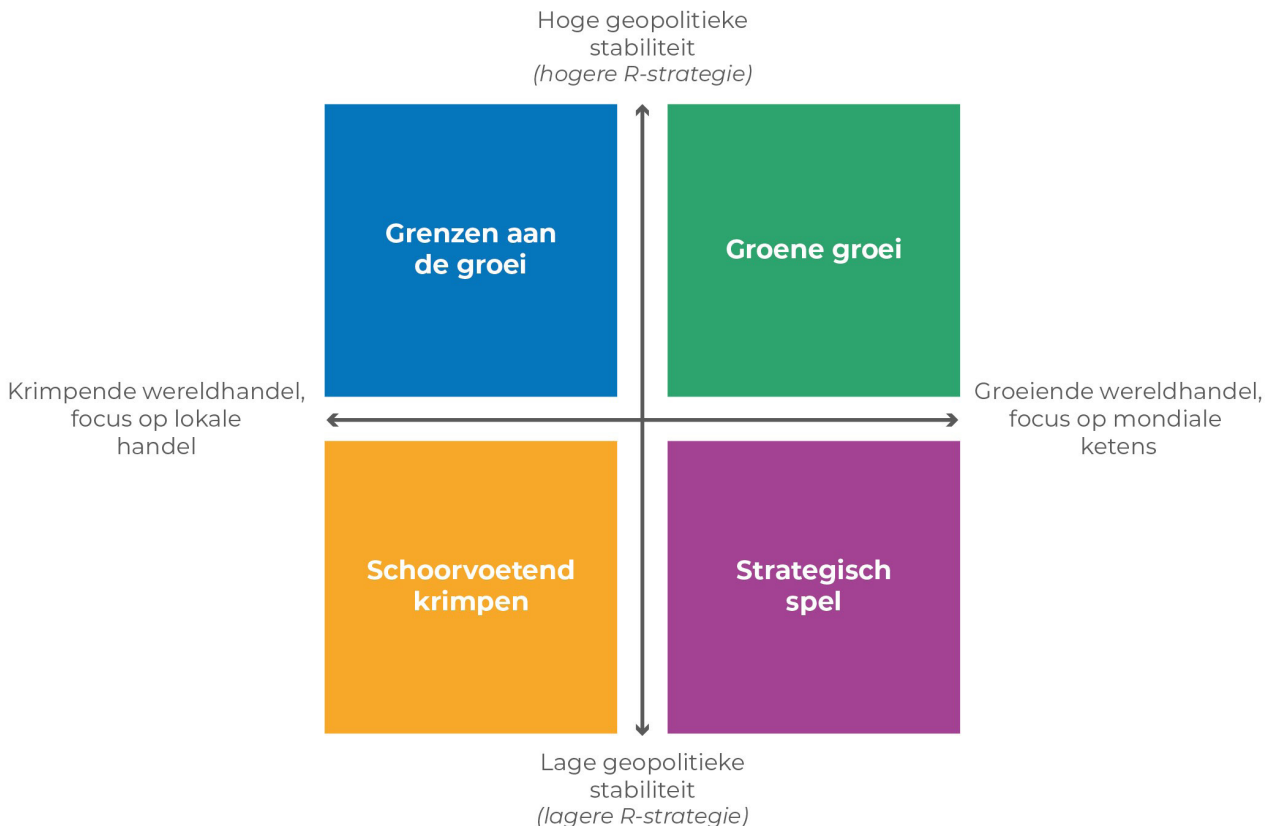 Hoge geopolitieke
stabiliteit
(hogere R-strategie)
Grenzen aan
de groei
Groene groei
Krimpende wereldhandel,
focus op lokale
handel
Groeiende wereldhandel,
focus op mondiale
ketens
Schoorvoetend
krimpen
Strategisch
spel
Lage geopolitieke
stabiliteit
(lagere R-strategie)